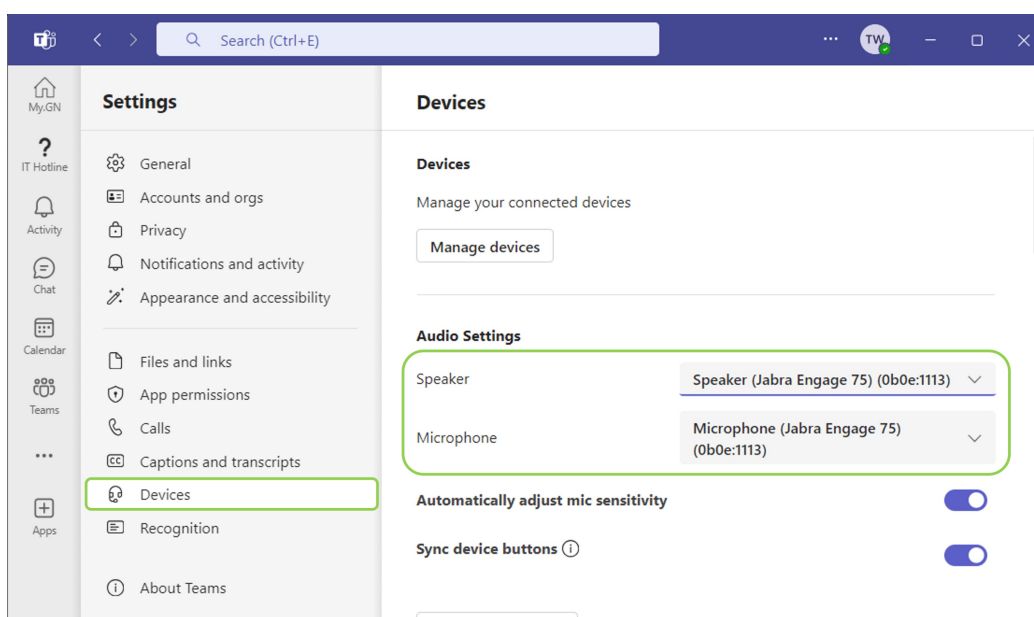 Search (Ctrl+E)
TW
My.GN
?
IT Hotline
Activity
Chat
Calendar
Teams
Apps
Settings
General
Accounts and orgs
Privacy
Notifications and activity
Appearance and accessibility
Files and links
App permissions
Calls
CC Captions and transcripts
Devices
Recognition
About Teams
Devices
Devices
Manage your connected devices
Manage devices
Audio Settings
Speaker
Speaker (Jabra Engage 75) (0b0e:1113)
Microphone
Microphone (Jabra Engage 75)
(0b0e:1113)
Automatically adjust mic sensitivity
Sync device buttons